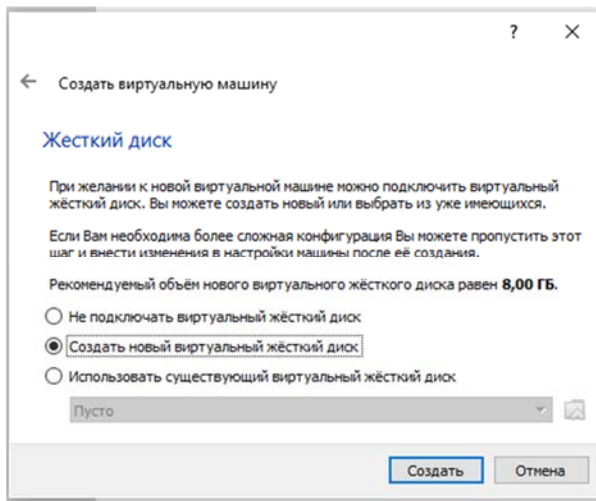 ?
Создать виртуальную машину
Жесткий диск
При желании к новой виртуальной машине можно подключить виртуальный
жёсткий диск. Вы можете создать новый или выбрать из уже имеющихся.
Если Вам необходима более сложная конфигурация Вы можете пропустить этот
шаг и внести изменения в настройки машины после её создания.
Рекомендуемый объём нового виртуального жёсткого диска равен 8,00 ГБ.
Не подключать виртуальный жёсткий диск
Создать новый виртуальный жёсткий диск
Использовать существующий виртуальный жёсткий диск
Пусто
Создать Отмена